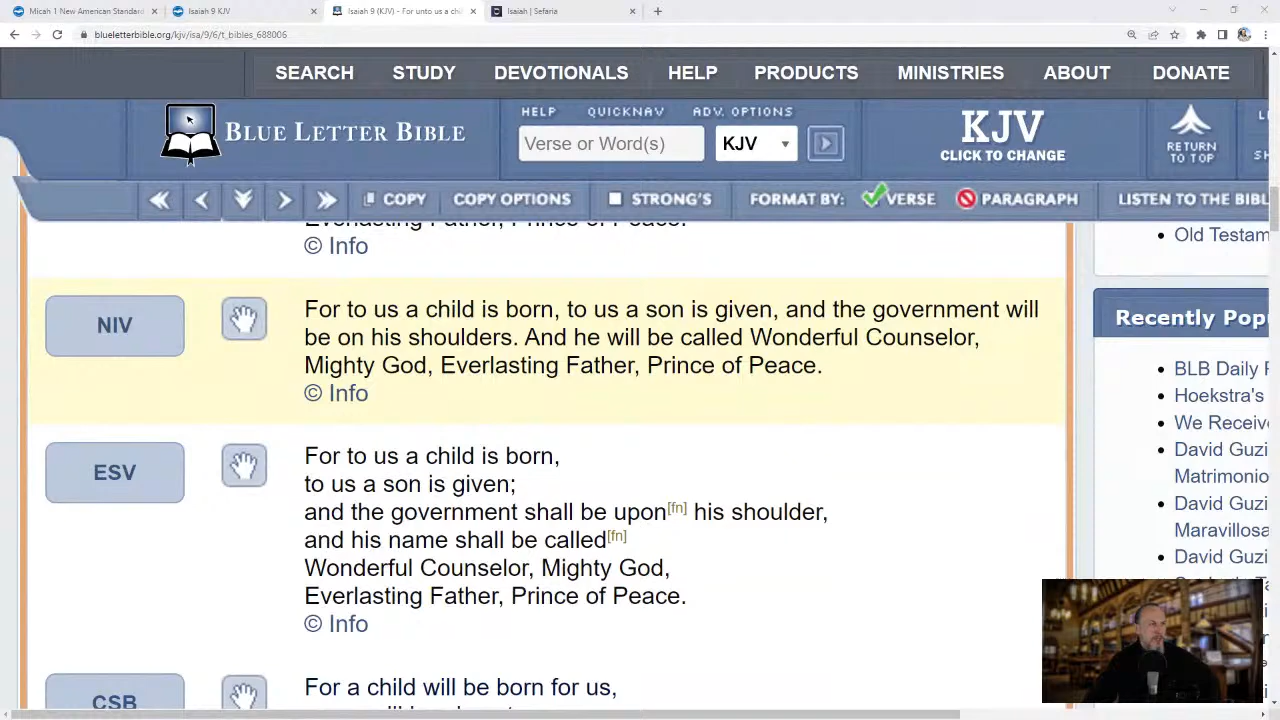 Micah 1 New American Standard
Isaiah 9 KJV
Isaiah 9 (KJV) - For unto us a chi
Isaiah | Sefaria
blueletterbible.org/kjv/isa/9/6/t_bibles_688006
SEARCH STUDY DEVOTIONALS HELP PRODUCTS MINISTRIES ABOUT DONATE
HELP QUICKNAV ADV. OPTIONS
BLUE LETTER BIBLE
Verse or Word(s)
KJV
KJV
CLICK TO CHANGE
RETURN
TO TOP
COPY COPY OPTIONS STRONG'S FORMAT BY: VERSE PARAGRAPH LISTEN TO THE BIBL
Everlasting Father, Prince of Peace.
© Info
NIV
For to us a child is born, to us a son is given, and the government will
be on his shoulders. And he will be called Wonderful Counselor,
Mighty God, Everlasting Father, Prince of Peace.
© Info
ESV
For to us a child is born,
to us a son is given;
and the government shall be upon[fn] his shoulder,
and his name shall be called[fn]
Wonderful Counselor, Mighty God,
Everlasting Father, Prince of Peace.
© Info
CSB
For a child will be born for us,
Old Testam
Recently Pop
BLB Daily
Hoekstra's
We Receiv
David Guzi
Matrimonio
David Guzi
Maravillosa
David Guzi